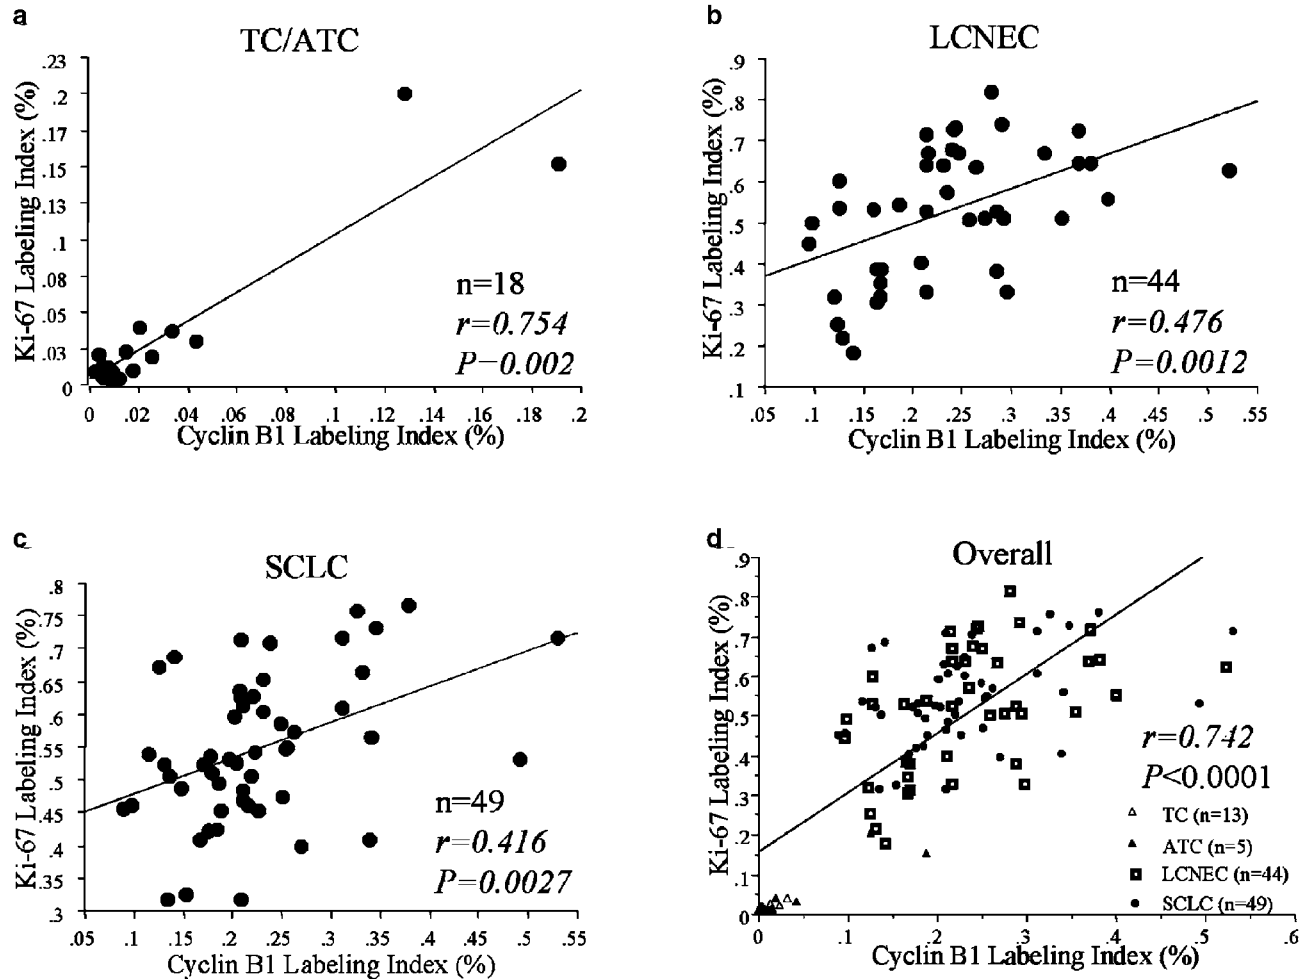 a
TC/ATC
Ki-67 Labeling Index (%)
.23
.2
.17
.15
.13
.1
.08
.05
.03
0
n=18
r=0.754
P=0.002
0 .02 .04 .06 .08 .1 .12 .14 .16 .18 .2
Cyclin B1 Labeling Index (%)
b
LCNEC
Ki-67 Labeling Index (%)
.9
.8
.7
.6
.5
.4
.3
.2
.1
n=44
r=0.476
P=0.0012
.05 .1 .15 .2 .25 .3 .35 .4 .45 .5 .55
Cyclin B1 Labeling Index (%)
c
SCLC
Ki-67 Labeling Index (%)
.8
.75
.7
.65
.6
.55
.5
.45
.4
.35
.3
n=49
r=0.416
P=0.0027
.05 .1 .15 .2 .25 .3 .35 .4 .45 .5 .55
Cyclin B1 Labeling Index (%)
d
Overall
Ki-67 Labeling Index (%)
.9
.8
.7
.6
.5
.4
.3
.2
.1
0
r=0.742
P<0.0001
TC (n=13)
ATC (n=5)
LCNEC (n=44)
SCLC (n=49)
0 .1 .2 .3 .4 .5 .6
Cyclin B1 Labeling Index (%)